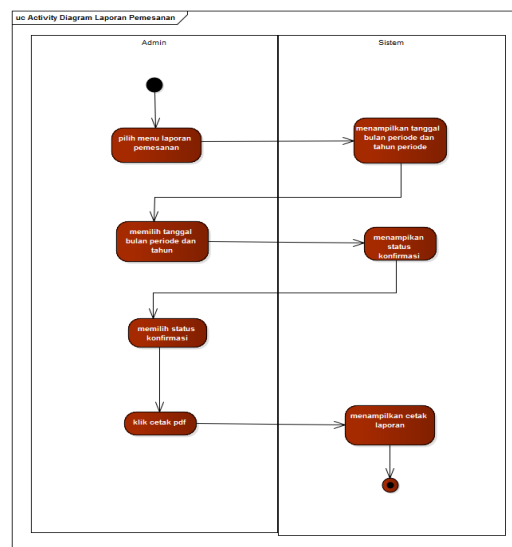 uc Activity Diagram Laporan Pemesanan
Admin
Sistem
pilih menu laporan
pemesanan
menampilkan tanggal
bulan periode dan
tahun periode
memilih tanggal
bulan periode dan
tahun
menampikan
status
konfirmasi
memilih status
konfirmasi
klik cetak pdf
menampilkan cetak
laporan